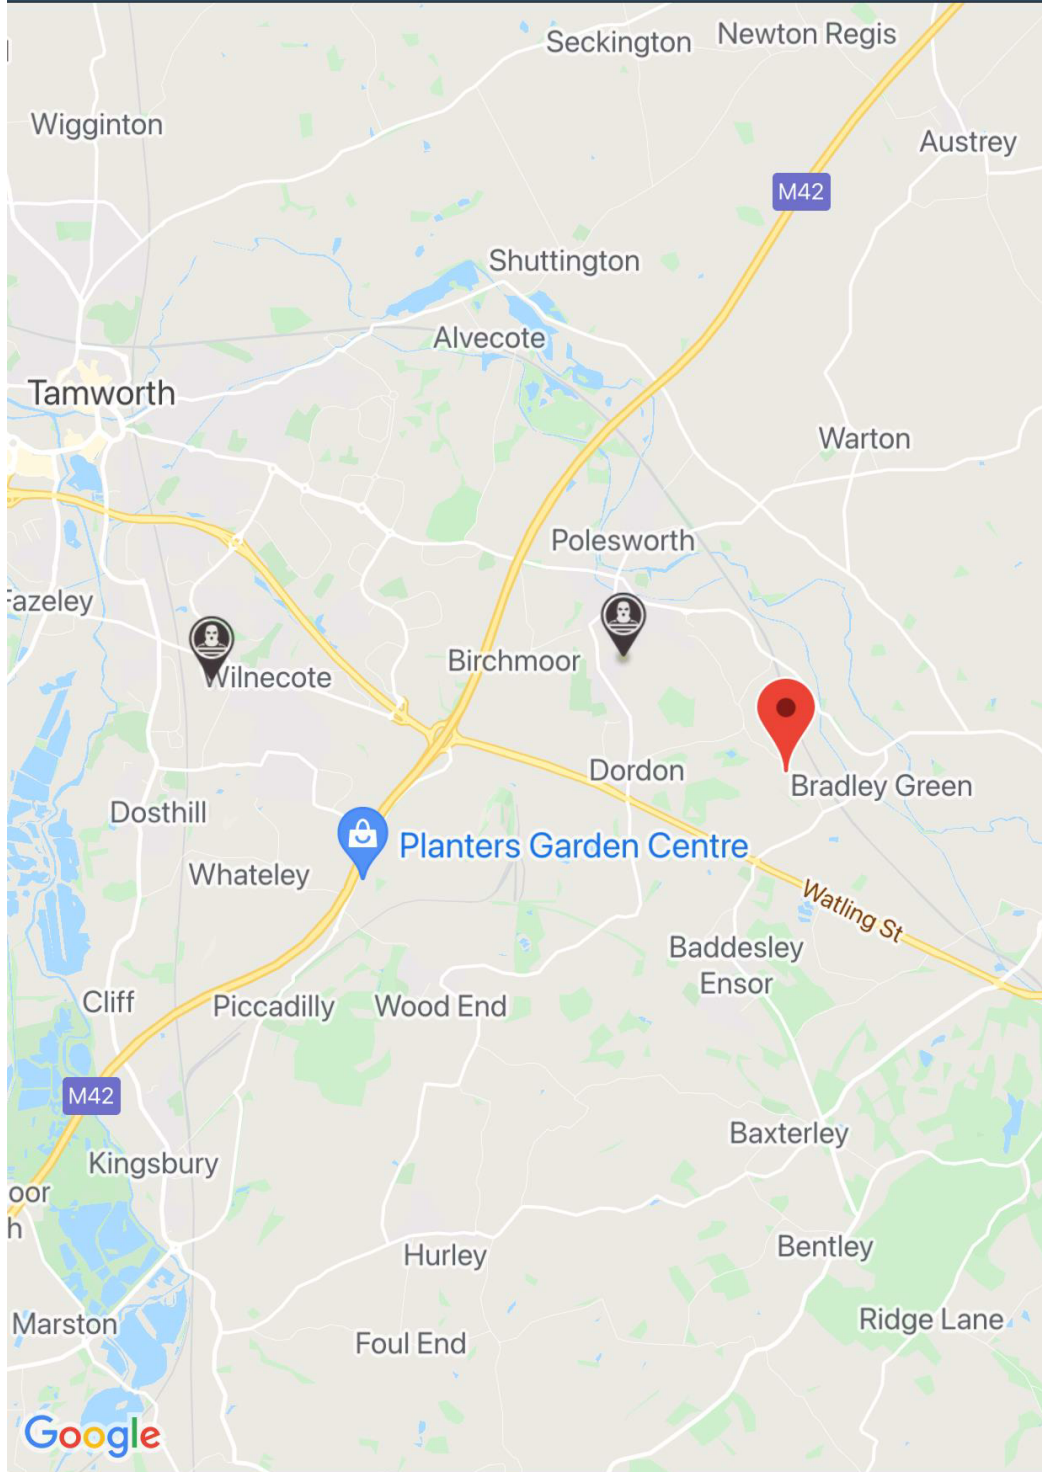 Seckington
Newton Regis
Wigginton
Austrey
M42
Shuttington
Alvecote
Tamworth
Warton
Polesworth
Fazeley
Birchmoor
Wilnecote
Dordon
Bradley Green
Dosthill
Planters Garden Centre
Whateley
Watling St
Baddesley
Ensor
Cliff
Piccadilly
Wood End
M42
Baxterley
Kingsbury
oor
h
Hurley
Bentley
Marston
Ridge Lane
Foul End
Google